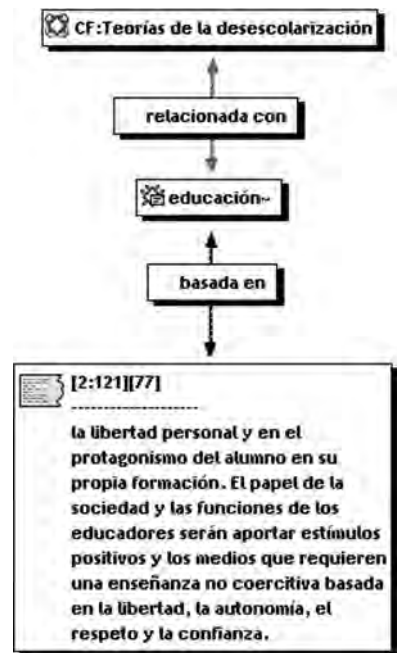 CF:Teorías de la desescolarización
relacionada con
educación~
basada en
[2:121][77]
---------------------
la libertad personal y en el
protagonismo del alumno en su
propia formación. El papel de la
sociedad y las funciones de los
educadores serán aportar estímulos
positivos y los medios que requieren
una enseñanza no coercitiva basada
en la libertad, la autonomía, el
respeto y la confianza.